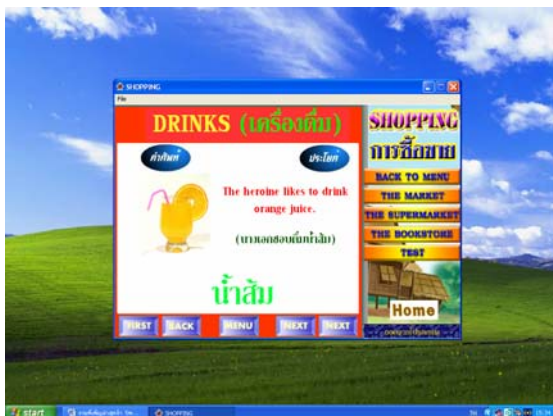 SHOPPING
File
DRINKS (เครื่องดื่ม)
คำศัพท์
ประโยค
The heroine likes to drink
orange juice.
(นางเอกชอบดื่มน้ำส้ม)
น้ำส้ม
FIRST
BACK
MENU
NEXT
NEXT
SHOPPING
การซื้อขาย
BACK TO MENU
THE MARKET
THE SUPERMARKET
THE BOOKSTORE
TEST
Home
start
SHOPPING